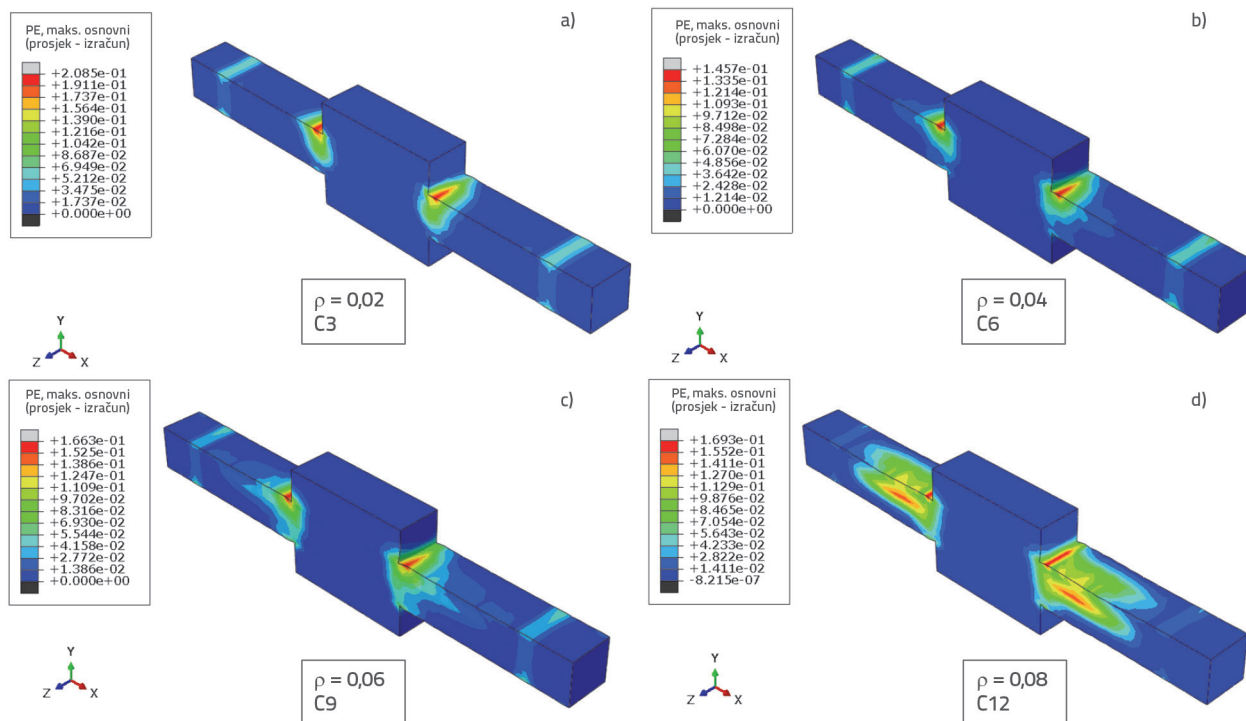 a)
PE, maks. osnovni
(prosjek - izračun)
+2.085e-01
+1.911e-01
+1.737e-01
+1.564e-01
+1.390e-01
+1.216e-01
+1.042e-01
+8.687e-02
+6.949e-02
+5.212e-02
+3.475e-02
+1.737e-02
+0.000e+00
Y
Z
X
ρ = 0,02
C3
b)
PE, maks. osnovni
(prosjek - izračun)
+1.457e-01
+1.335e-01
+1.214e-01
+1.093e-01
+9.712e-02
+8.498e-02
+7.284e-02
+6.070e-02
+4.856e-02
+3.642e-02
+2.428e-02
+1.214e-02
+0.000e+00
Y
Z
X
ρ = 0,04
C6
c)
PE, maks. osnovni
(prosjek - izračun)
+1.663e-01
+1.525e-01
+1.386e-01
+1.247e-01
+1.109e-01
+9.702e-02
+8.316e-02
+6.930e-02
+5.544e-02
+4.158e-02
+2.772e-02
+1.386e-02
+0.000e+00
Y
Z
X
ρ = 0,06
C9
d)
PE, maks. osnovni
(prosjek - izračun)
+1.693e-01
+1.552e-01
+1.411e-01
+1.270e-01
+1.129e-01
+9.876e-02
+8.465e-02
+7.054e-02
+5.643e-02
+4.233e-02
+2.822e-02
+1.411e-02
-8.215e-07
Y
Z
X
ρ = 0,08
C12